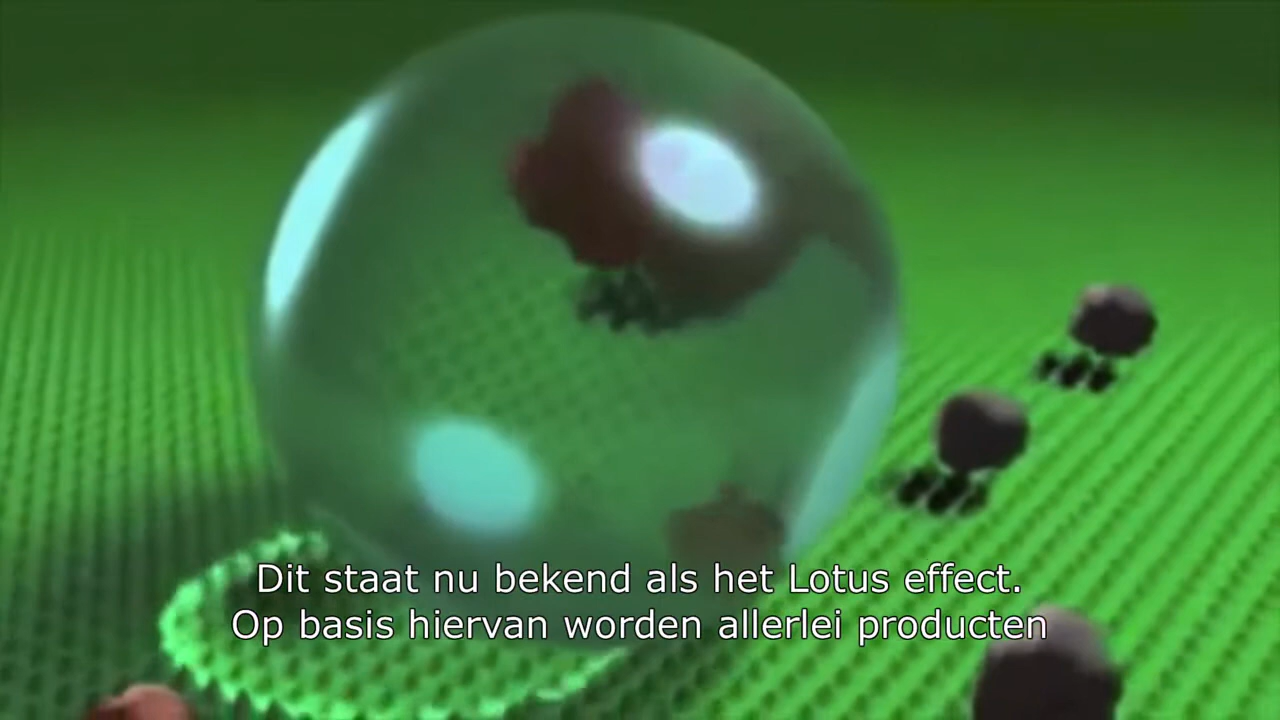 Dit staat nu bekend als het Lotus effect.
Op basis hiervan worden allerlei producten